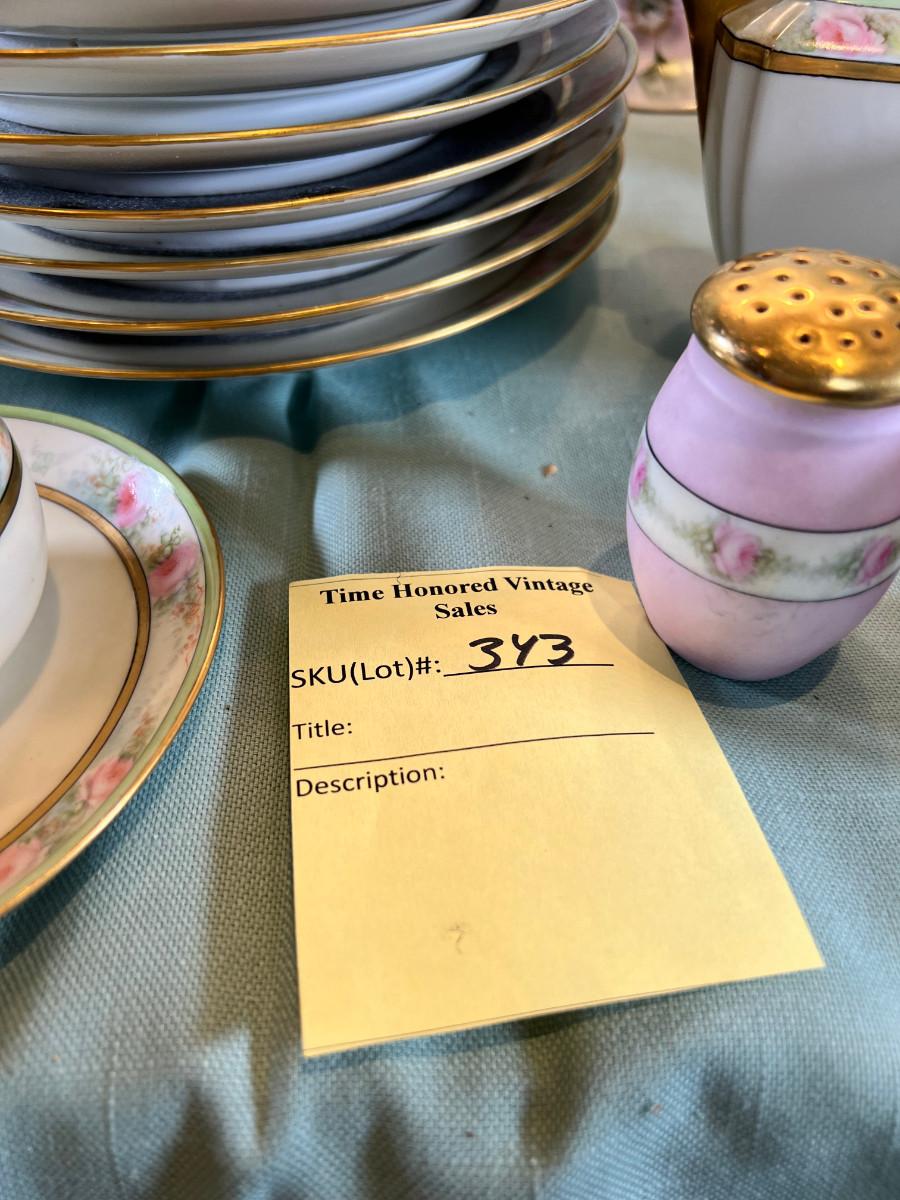 Time Honored Vintage
Sales
SKU(Lot)#: 343
Title:
Description: